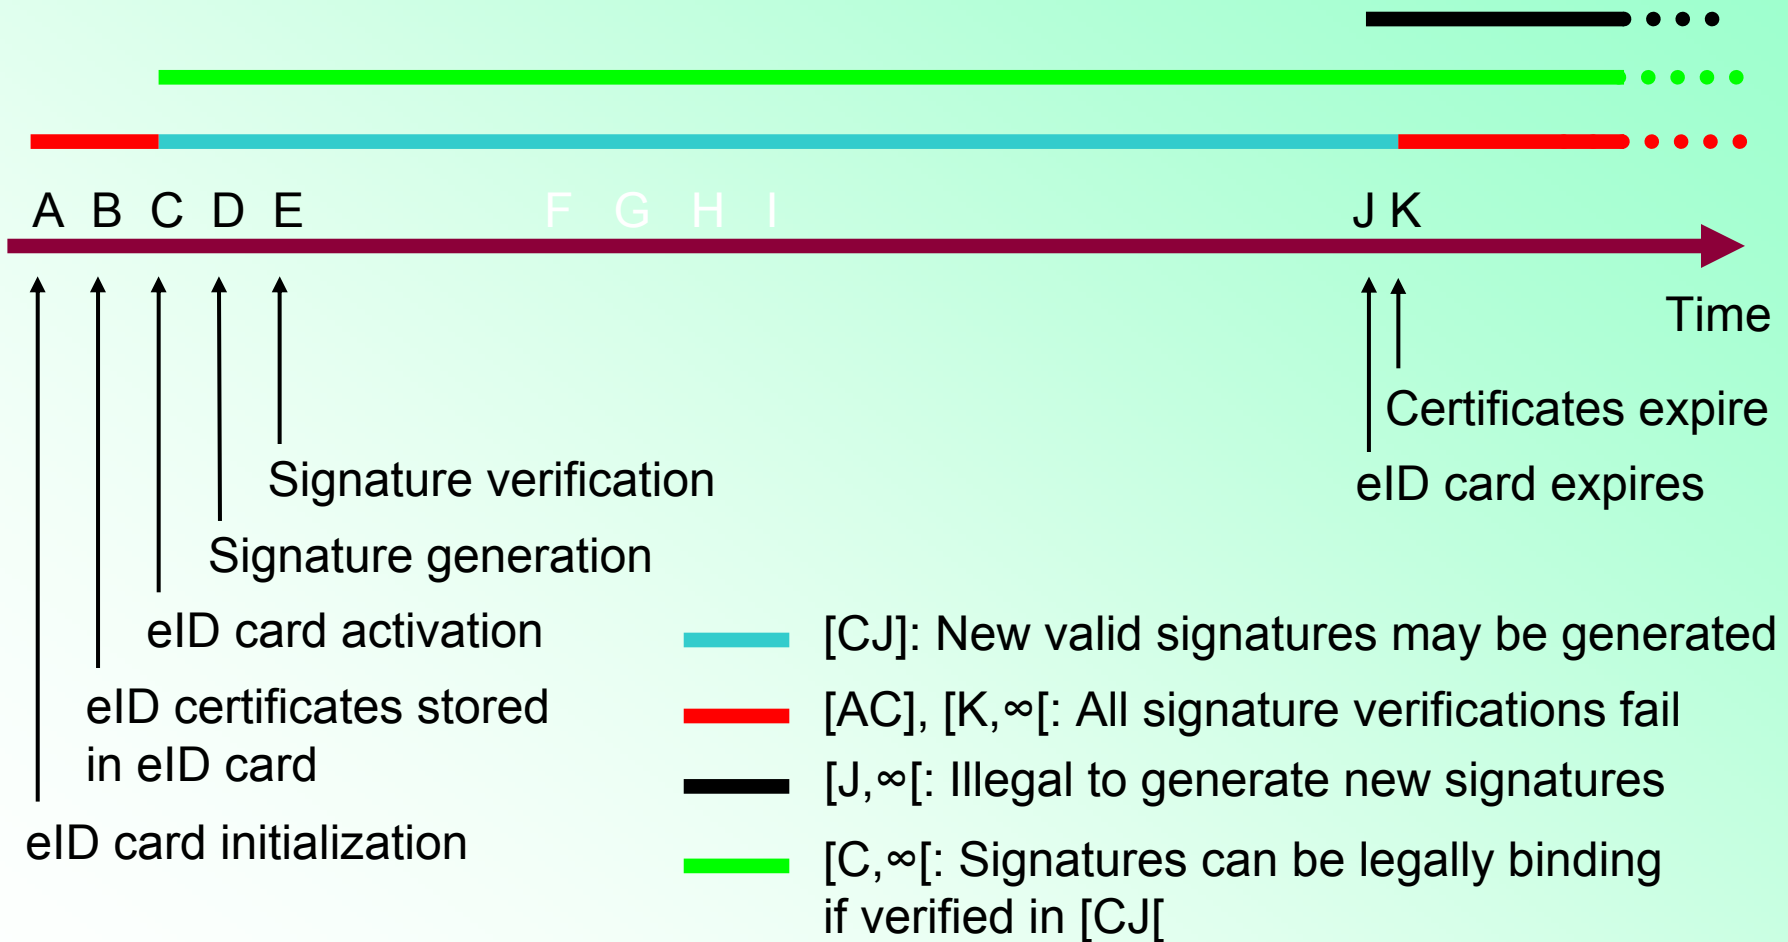 A B C D E F G H I J K
Time
Certificates expire
Signature verification
eID card expires
Signature generation
eID card activation
eID certificates stored
in eID card
eID card initialization
[CJ]: New valid signatures may be generated
[AC], [K,∞[: All signature verifications fail
[J,∞[: Illegal to generate new signatures
[C,∞[: Signatures can be legally binding
if verified in [CJ[